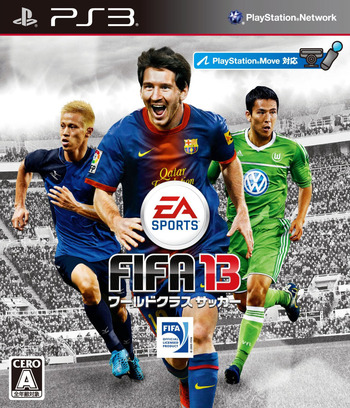 PS3
PlayStation®Network
PlayStation®Move 対応
Qatar
Foundation
EA
SPORTS
FIFA 13
ワールドクラス サッカー
FIFA
OFFICIAL
LICENSED
PRODUCT
CERO
A
全年齢対象